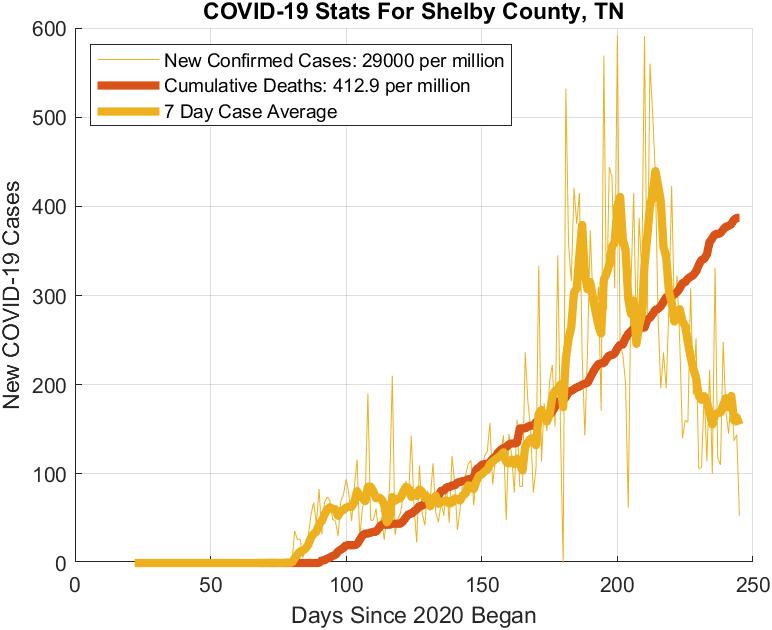 COVID-19 Stats For Shelby County, TN
New Confirmed Cases: 29000 per million
Cumulative Deaths: 412.9 per million
7 Day Case Average
New COVID-19 Cases
600
500
400
300
200
100
0
0 50 100 150 200 250
Days Since 2020 Began